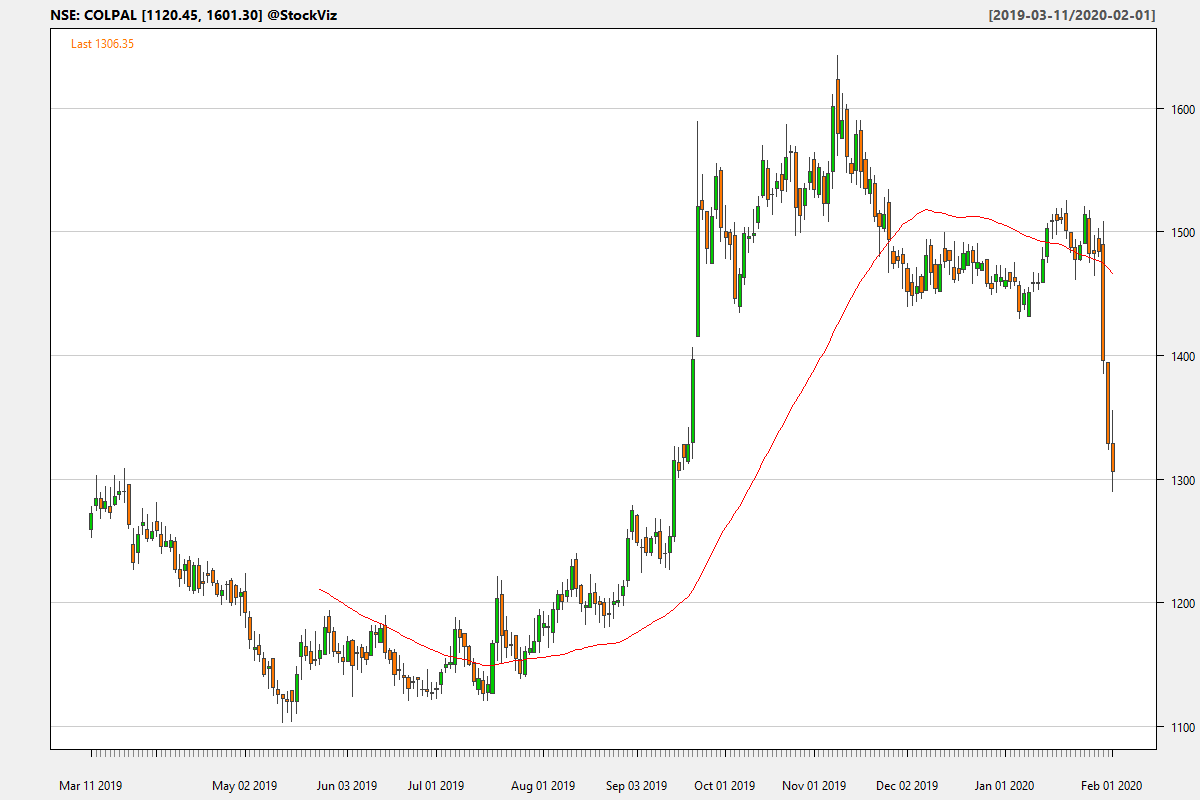 NSE: COLPAL [1120.45, 1601.30] @StockViz [2019-03-11/2020-02-01]
Last 1306.35
1600
1500
1400
1300
1200
1100
Mar 11 2019 May 02 2019 Jun 03 2019 Jul 01 2019 Aug 01 2019 Sep 03 2019 Oct 01 2019 Nov 01 2019 Dec 02 2019 Jan 01 2020 Feb 01 2020